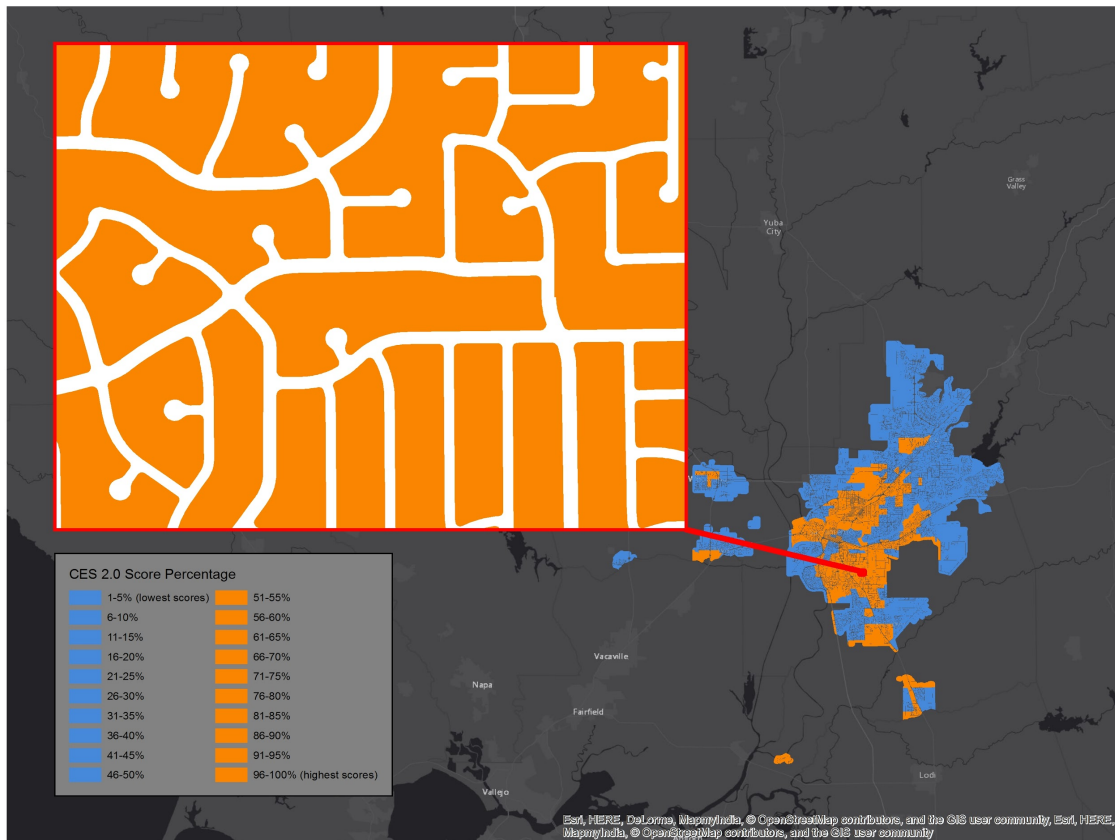 Grass
Valley
Yuba
City
W
CES 2.0 Score Percentage
1-5% (lowest scores)
6-10%
11-15%
16-20%
21-25%
26-30%
31-35%
36-40%
41-45%
46-50%
51-55%
56-60%
61-65%
66-70%
71-75%
76-80%
81-85%
86-90%
91-95%
96-100% (highest scores)
Vacaville
Napa
Fairfield
Vallejo
Lodi
Esri, HERE, DeLorme, MapmyIndia, © OpenStreetMap contributors, and the GIS user community, Esri, HERE,
MapmyIndia, © OpenStreetMap contributors, and the GIS user community